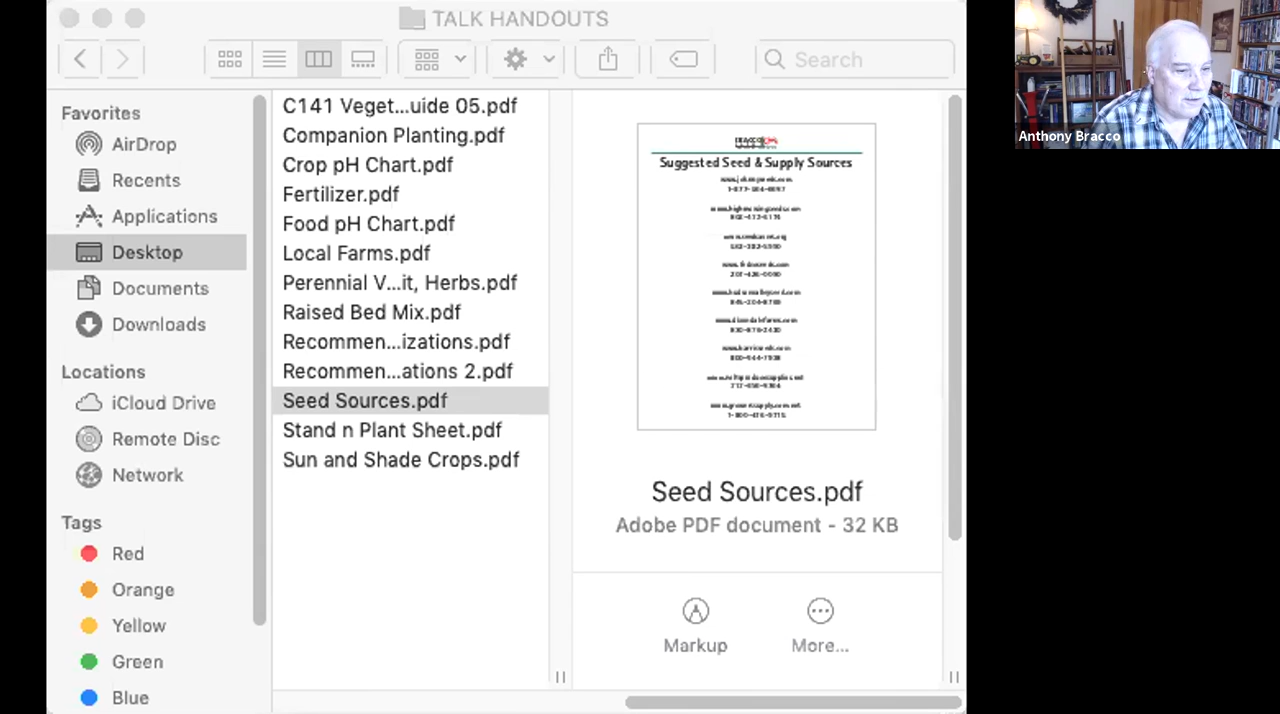 TALK HANDOUTS
Search
Favorites
AirDrop
Recents
Applications
Desktop
Documents
Downloads
Locations
iCloud Drive
Remote Disc
Network
Tags
Red
Orange
Yellow
Green
Blue
C141 Veget...uide 05.pdf
Companion Planting.pdf
Crop pH Chart.pdf
Fertilizer.pdf
Food pH Chart.pdf
Local Farms.pdf
Perennial V...it, Herbs.pdf
Raised Bed Mix.pdf
Recommen...izations.pdf
Recommen...ations 2.pdf
Seed Sources.pdf
Stand n Plant Sheet.pdf
Sun and Shade Crops.pdf
Suggested Seed & Supply Sources
Seed Sources.pdf
Adobe PDF document - 32 KB
Markup
More...
Anthony Bracco